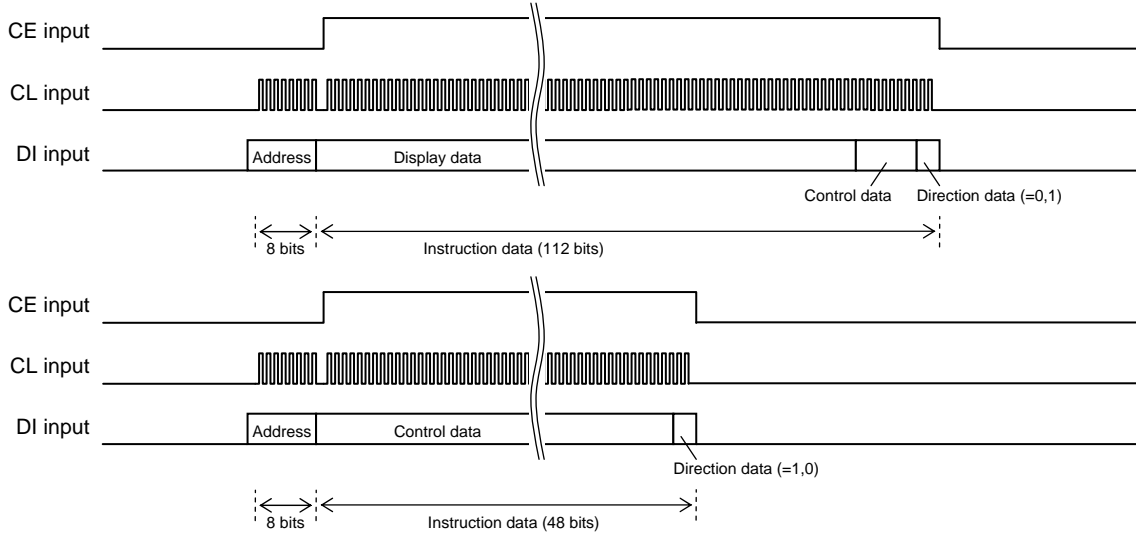 CE input
CL input
DI input
Address
Display data
Control data
Direction data (=0,1)
8 bits
Instruction data (112 bits)
CE input
CL input
DI input
Address
Control data
Direction data (=1,0)
8 bits
Instruction data (48 bits)